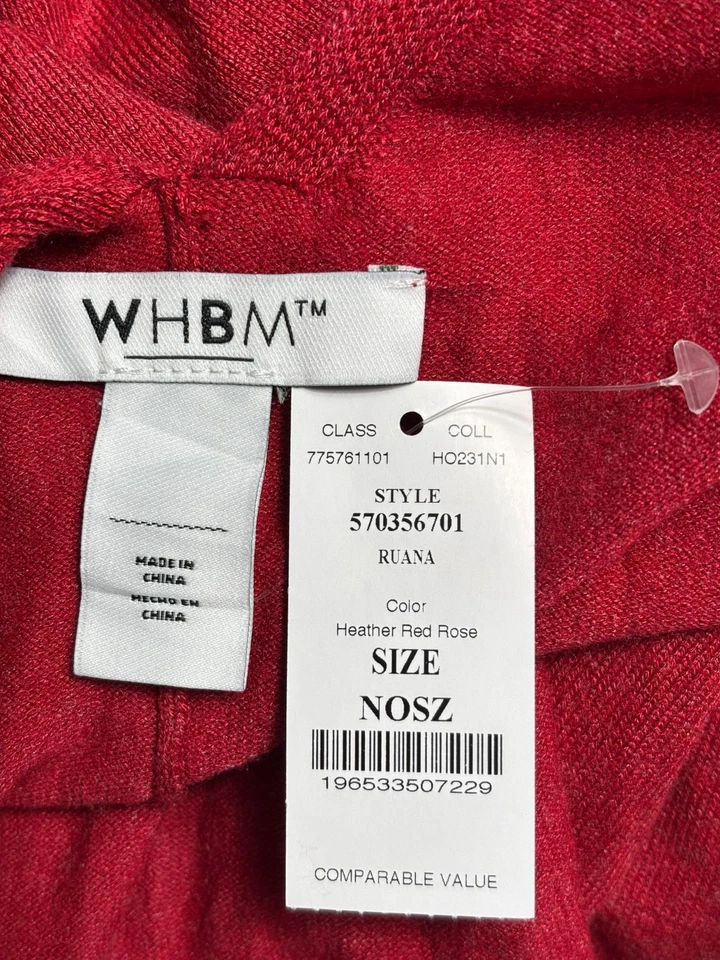 WHBM™
MADE IN
CHINA
HECHO EN
CHINA
CLASS COLL
775761101 HO231N1
STYLE
570356701
RUANA
Color
Heather Red Rose
SIZE
NOSZ
196533507229
COMPARABLE VALUE